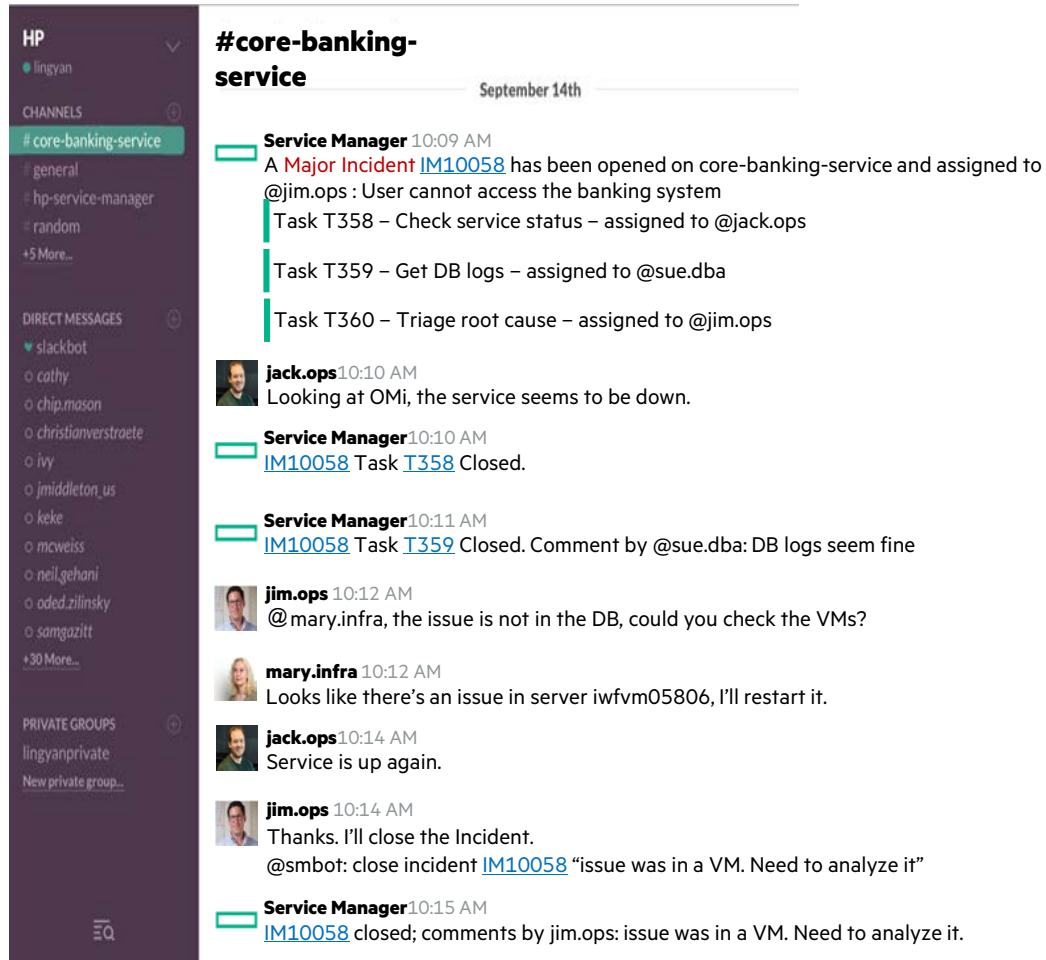 HP
lingyan
CHANNELS
# core-banking-service
# general
# hp-service-manager
# random
+5 More...
DIRECT MESSAGES
slackbot
cathy
chip.mason
christianverstraete
ivy
jmiddleton_us
keke
mcweiss
neil.gehani
oded.zilinsky
samgazitt
+30 More...
PRIVATE GROUPS
lingyanprivate
New private group...
#core-banking-
service
September 14th
Service Manager 10:09 AM
A Major Incident IM10058 has been opened on core-banking-service and assigned to
@jim.ops : User cannot access the banking system
Task T358 – Check service status – assigned to @jack.ops
Task T359 – Get DB logs – assigned to @sue.dba
Task T360 – Triage root cause – assigned to @jim.ops
jack.ops10:10 AM
Looking at OMi, the service seems to be down.
Service Manager10:10 AM
IM10058 Task T358 Closed.
Service Manager10:11 AM
IM10058 Task T359 Closed. Comment by @sue.dba: DB logs seem fine
jim.ops 10:12 AM
@mary.infra, the issue is not in the DB, could you check the VMs?
mary.infra 10:12 AM
Looks like there’s an issue in server iwfvm05806, I’ll restart it.
jack.ops10:14 AM
Service is up again.
jim.ops 10:14 AM
Thanks. I’ll close the Incident.
@smbot: close incident IM10058 “issue was in a VM. Need to analyze it”
Service Manager10:15 AM
IM10058 closed; comments by jim.ops: issue was in a VM. Need to analyze it.